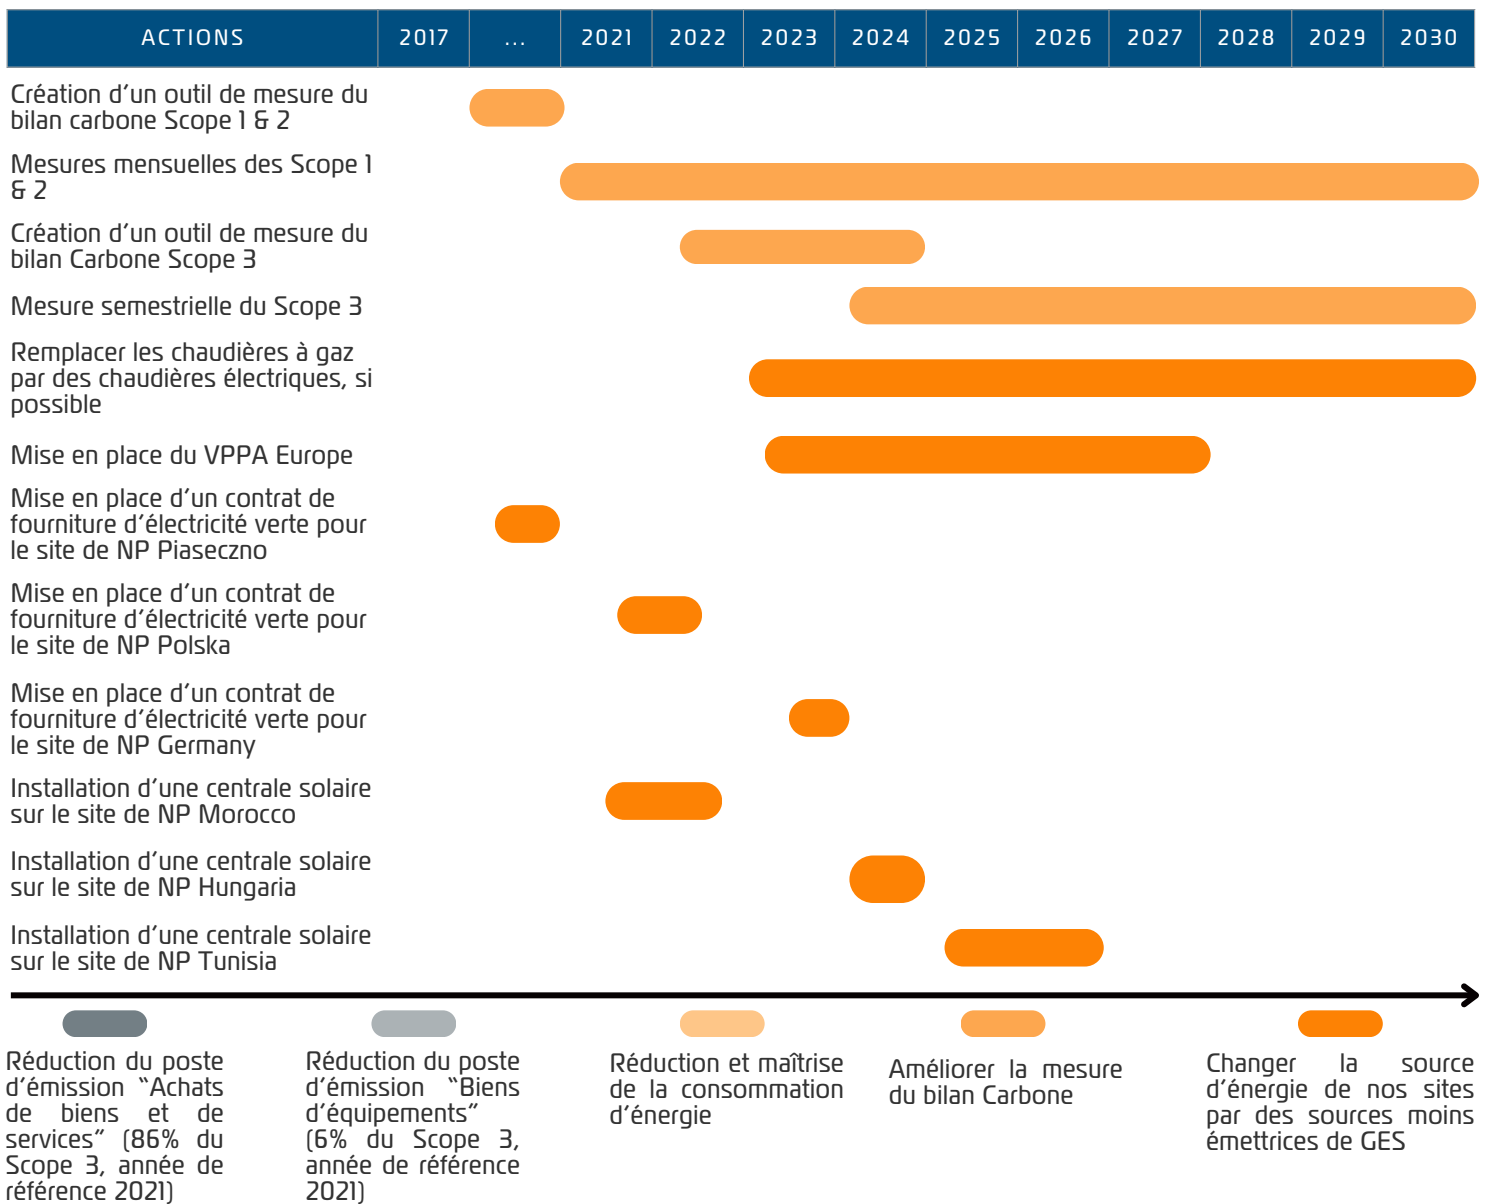 ACTIONS 2017 ... 2021 2022 2023 2024 2025 2026 2027 2028 2029 2030
Création d'un outil de mesure du
bilan carbone Scope 1 & 2
Mesures mensuelles des Scope 1
& 2
Création d'un outil de mesure du
bilan Carbone Scope 3
Mesure semestrielle du Scope 3
Remplacer les chaudières à gaz
par des chaudières électriques, si
possible
Mise en place du VPPA Europe
Mise en place d'un contrat de
fourniture d'électricité verte pour
le site de NP Piaseczno
Mise en place d'un contrat de
fourniture d'électricité verte pour
le site de NP Polska
Mise en place d'un contrat de
fourniture d'électricité verte pour
le site de NP Germany
Installation d'une centrale solaire
sur le site de NP Morocco
Installation d'une centrale solaire
sur le site de NP Hungaria
Installation d'une centrale solaire
sur le site de NP Tunisia
Réduction du poste
d'émission “Achats
de biens et de
services” (86% du
Scope 3, année de
référence 2021)
Réduction du poste
d'émission “Biens
d'équipements”
(6% du Scope 3,
année de référence
2021)
Réduction et maîtrise
de la consommation
d'énergie
Améliorer la mesure
du bilan Carbone
Changer la source
d'énergie de nos sites
par des sources moins
émettrices de GES